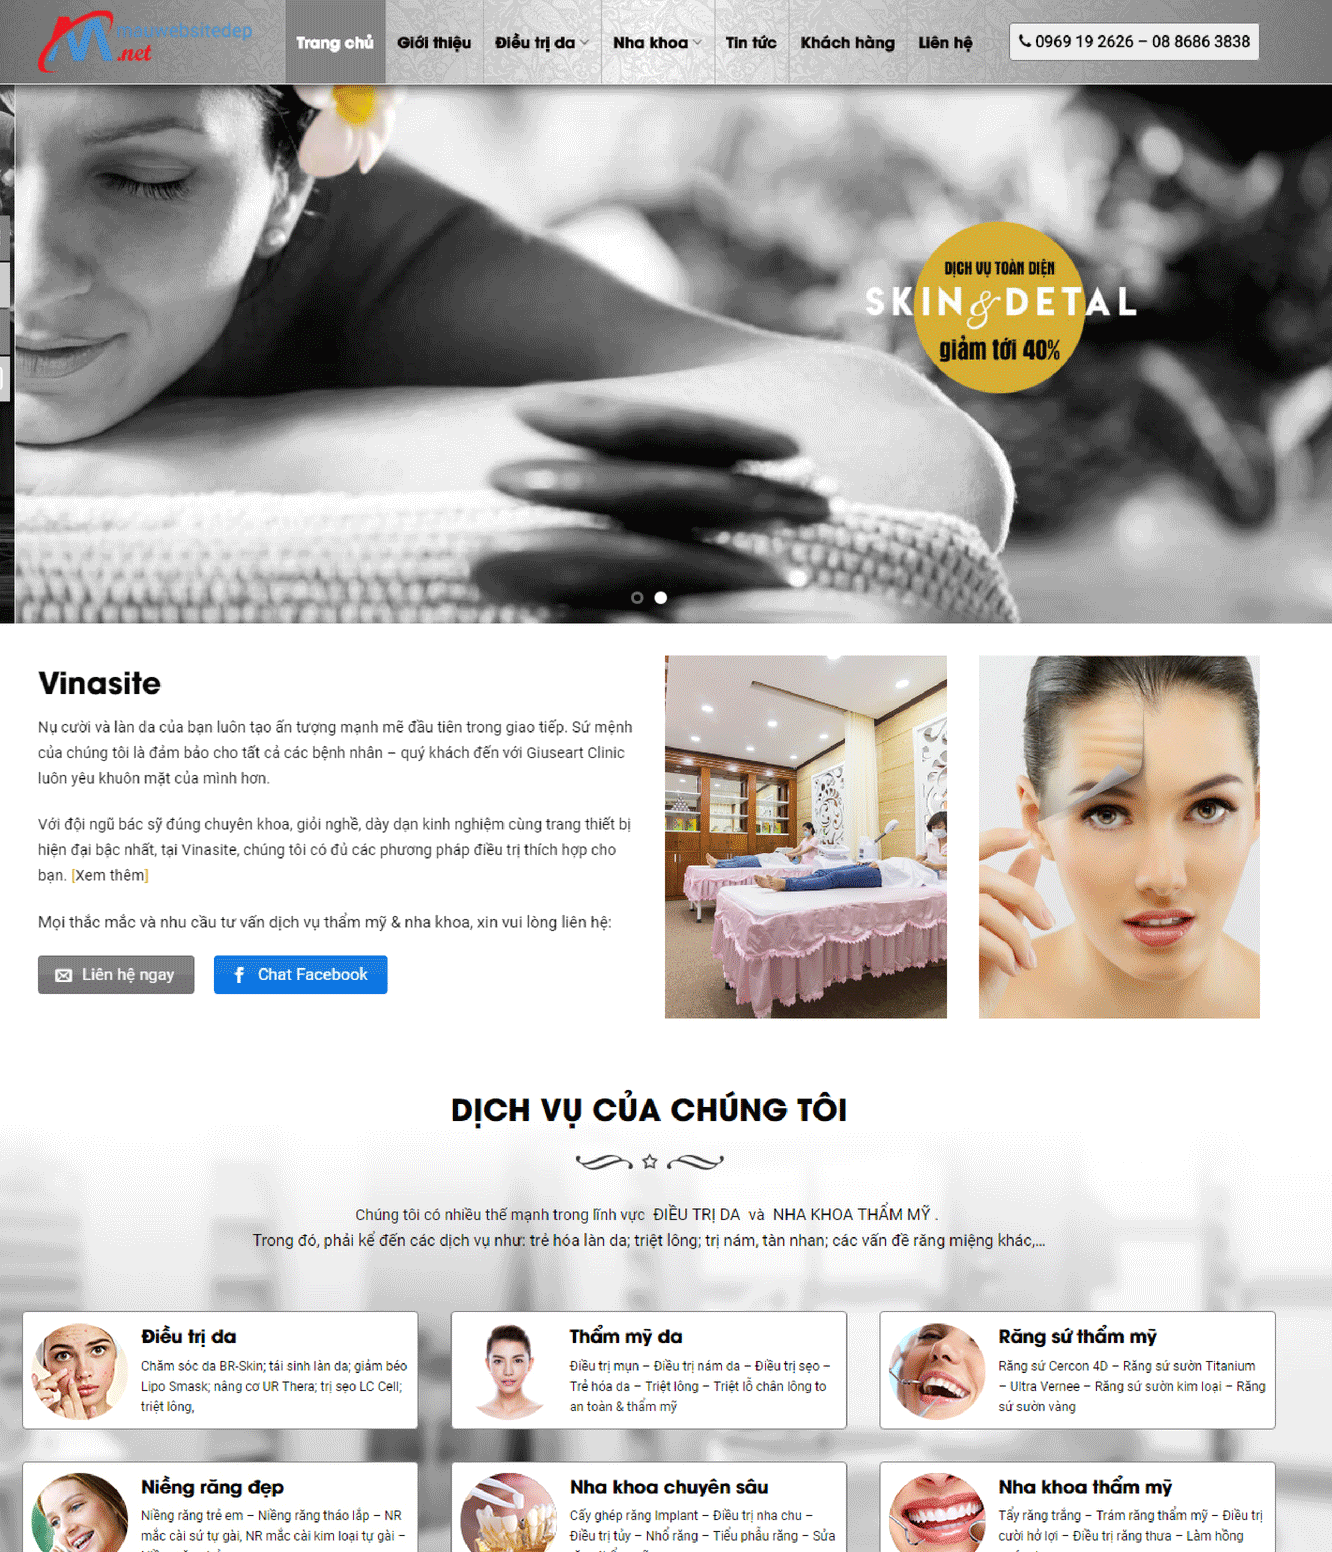 mauwebsitedep
.net
Trang chủ
Giới thiệu
Điều trị da
Nha khoa
Tin tức
Khách hàng
Liên hệ
0969 19 2626 – 08 8686 3838
DỊCH VỤ TOÀN DIỆN
SKIN & DETAL
giảm tới 40%
Vinasite
Nụ cười và làn da của bạn luôn tạo ấn tượng mạnh mẽ đầu tiên trong giao tiếp. Sứ mệnh
của chúng tôi là đảm bảo cho tất cả các bệnh nhân – quý khách đến với Giuseart Clinic
luôn yêu khuôn mặt của mình hơn.
Với đội ngũ bác sỹ đúng chuyên khoa, giỏi nghề, dày dạn kinh nghiệm cùng trang thiết bị
hiện đại bậc nhất, tại Vinasite, chúng tôi có đủ các phương pháp điều trị thích hợp cho
bạn. [Xem thêm]
Mọi thắc mắc và nhu cầu tư vấn dịch vụ thẩm mỹ & nha khoa, xin vui lòng liên hệ:
Liên hệ ngay
Chat Facebook
DỊCH VỤ CỦA CHÚNG TÔI
Chúng tôi có nhiều thế mạnh trong lĩnh vực ĐIỀU TRỊ DA và NHA KHOA THẨM MỸ .
Trong đó, phải kể đến các dịch vụ như: trẻ hóa làn da; triệt lông; trị nám, tàn nhan; các vấn đề răng miệng khác,...
Điều trị da
Chăm sóc da BR-Skin; tái sinh làn da; giảm béo
Lipo Smask; nâng cơ UR Thera; trị sẹo LC Cell;
triệt lông,
Thẩm mỹ da
Điều trị mụn – Điều trị nám da – Điều trị sẹo –
Trẻ hóa da – Triệt lông – Triệt lỗ chân lông to
an toàn & thẩm mỹ
Răng sứ thẩm mỹ
Răng sứ Cercon 4D – Răng sứ sườn Titanium
– Ultra Vernee – Răng sứ sườn kim loại – Răng
sứ sườn vàng
Niềng răng đẹp
Niềng răng trẻ em – Niềng răng tháo lắp – NR
mắc cài sứ tự gài, NR mắc cài kim loại tự gài –
Nha khoa chuyên sâu
Cấy ghép răng Implant – Điều trị nha chu –
Điều trị tủy – Nhổ răng – Tiểu phẫu răng – Sửa
Nha khoa thẩm mỹ
Tẩy răng trắng – Trám răng thẩm mỹ – Điều trị
cười hở lợi – Điều trị răng thưa – Làm hồng